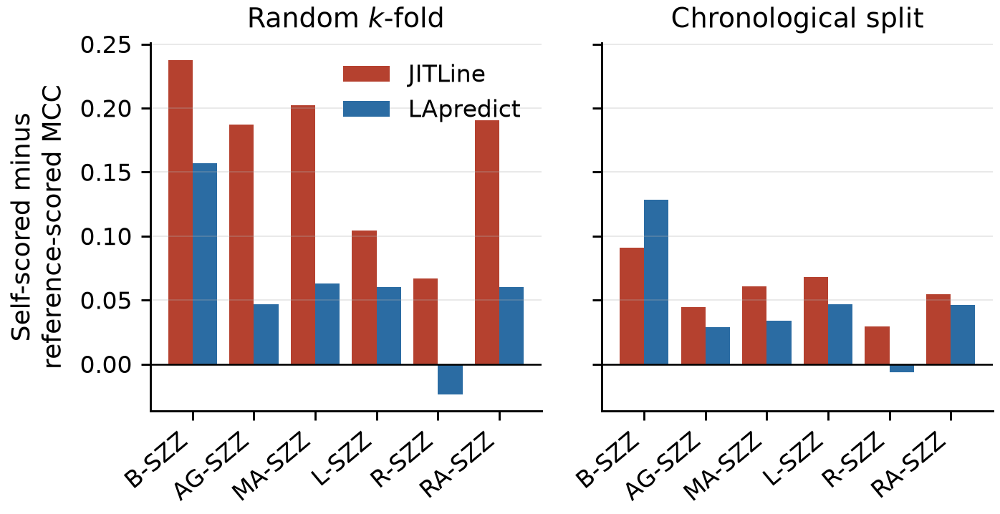 Random k-fold
Chronological split
Self-scored minus
reference-scored MCC
0.25
0.20
0.15
0.10
0.05
0.00
JITLine
LApredict
B-SZZ
AG-SZZ
MA-SZZ
L-SZZ
R-SZZ
RA-SZZ
B-SZZ
AG-SZZ
MA-SZZ
L-SZZ
R-SZZ
RA-SZZ